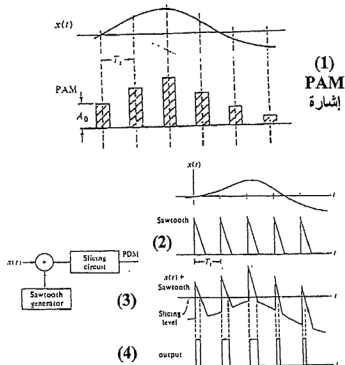 x(t)
T_s
PAM
A_0
(1)
PAM
إشارة
x(t)
t
Sawtooth
(2)
t
T_s
x(t)
+
Slicing circuit
PDM
Sawtooth generator
(3)
x(t) +
Sawtooth
Slicing level
t
(4)
output
t